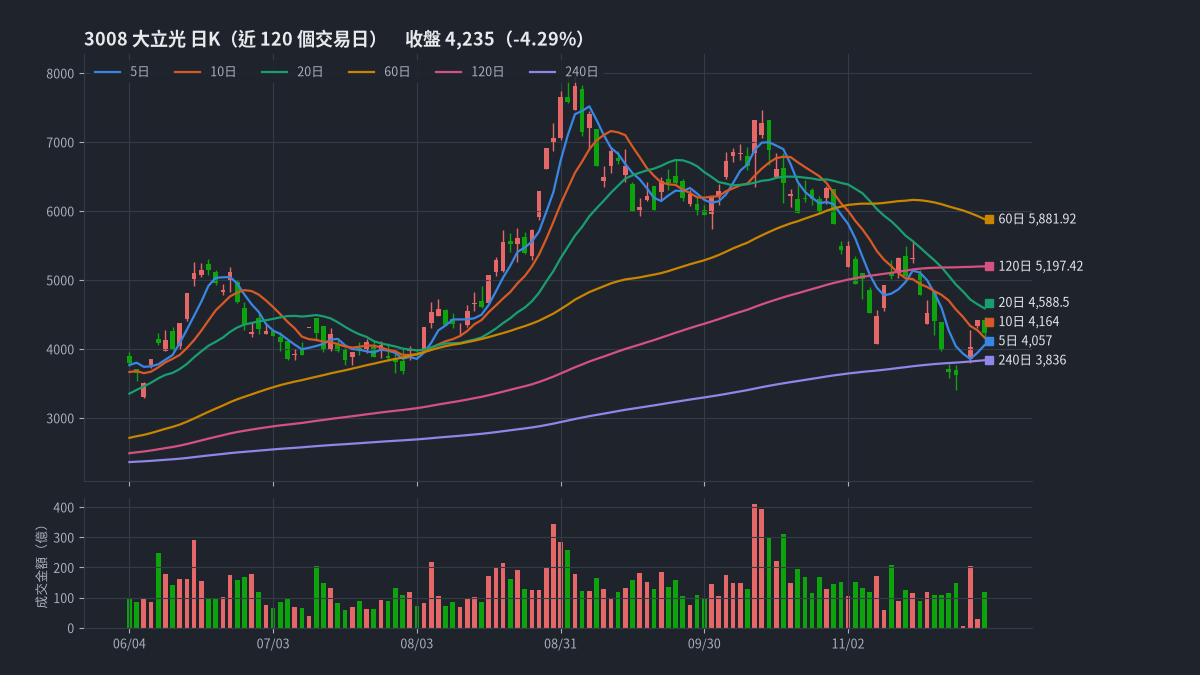 3008 大立光 日K（近 120 個交易日） 收盤 4,235（-4.29%）
5日 10日 20日 60日 120日 240日
8000
7000
6000
5000
4000
3000
60日 5,881.92
120日 5,197.42
20日 4,588.5
10日 4,164
5日 4,057
240日 3,836
成交金額（億）
400
300
200
100
0
06/04 07/03 08/03 08/31 09/30 11/02